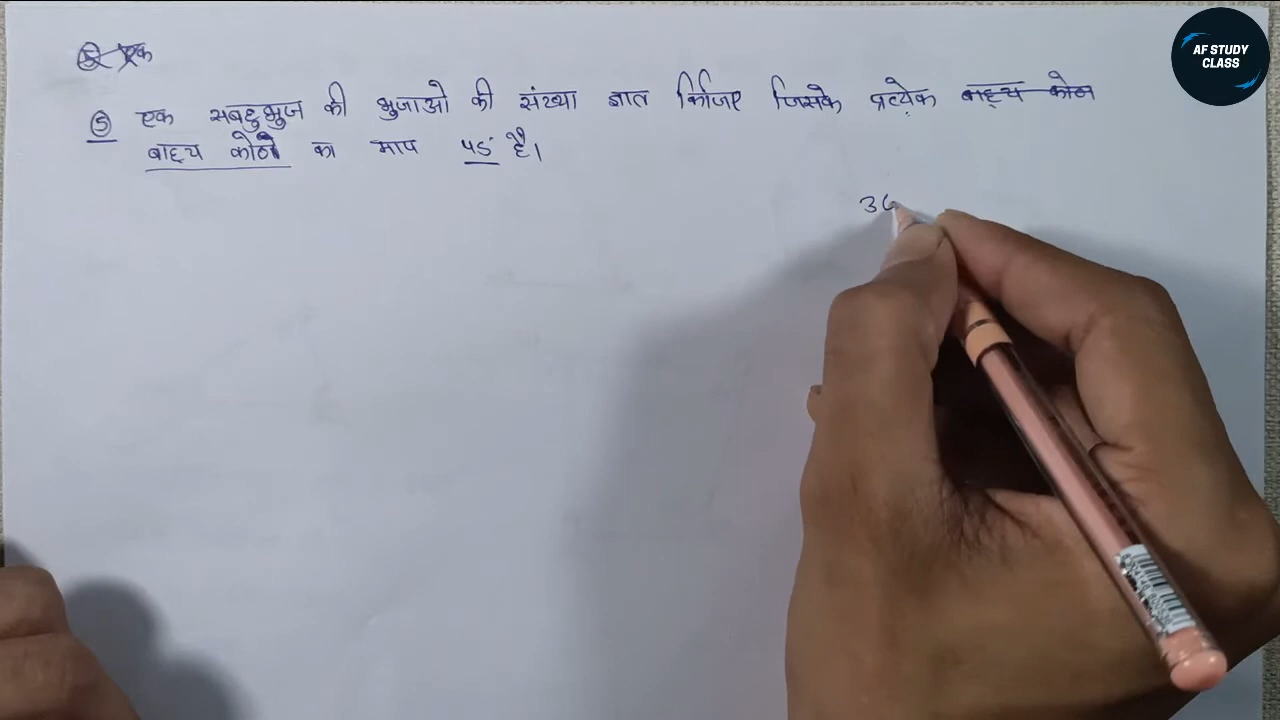 AF STUDY
CLASS
एक
⑤ एक सबहुभुज की भुजाओ की संख्या ज्ञात किजिए जिसके प्रत्येक बाह्य कोन
बाह्य कोनो का माप 45° है।
36